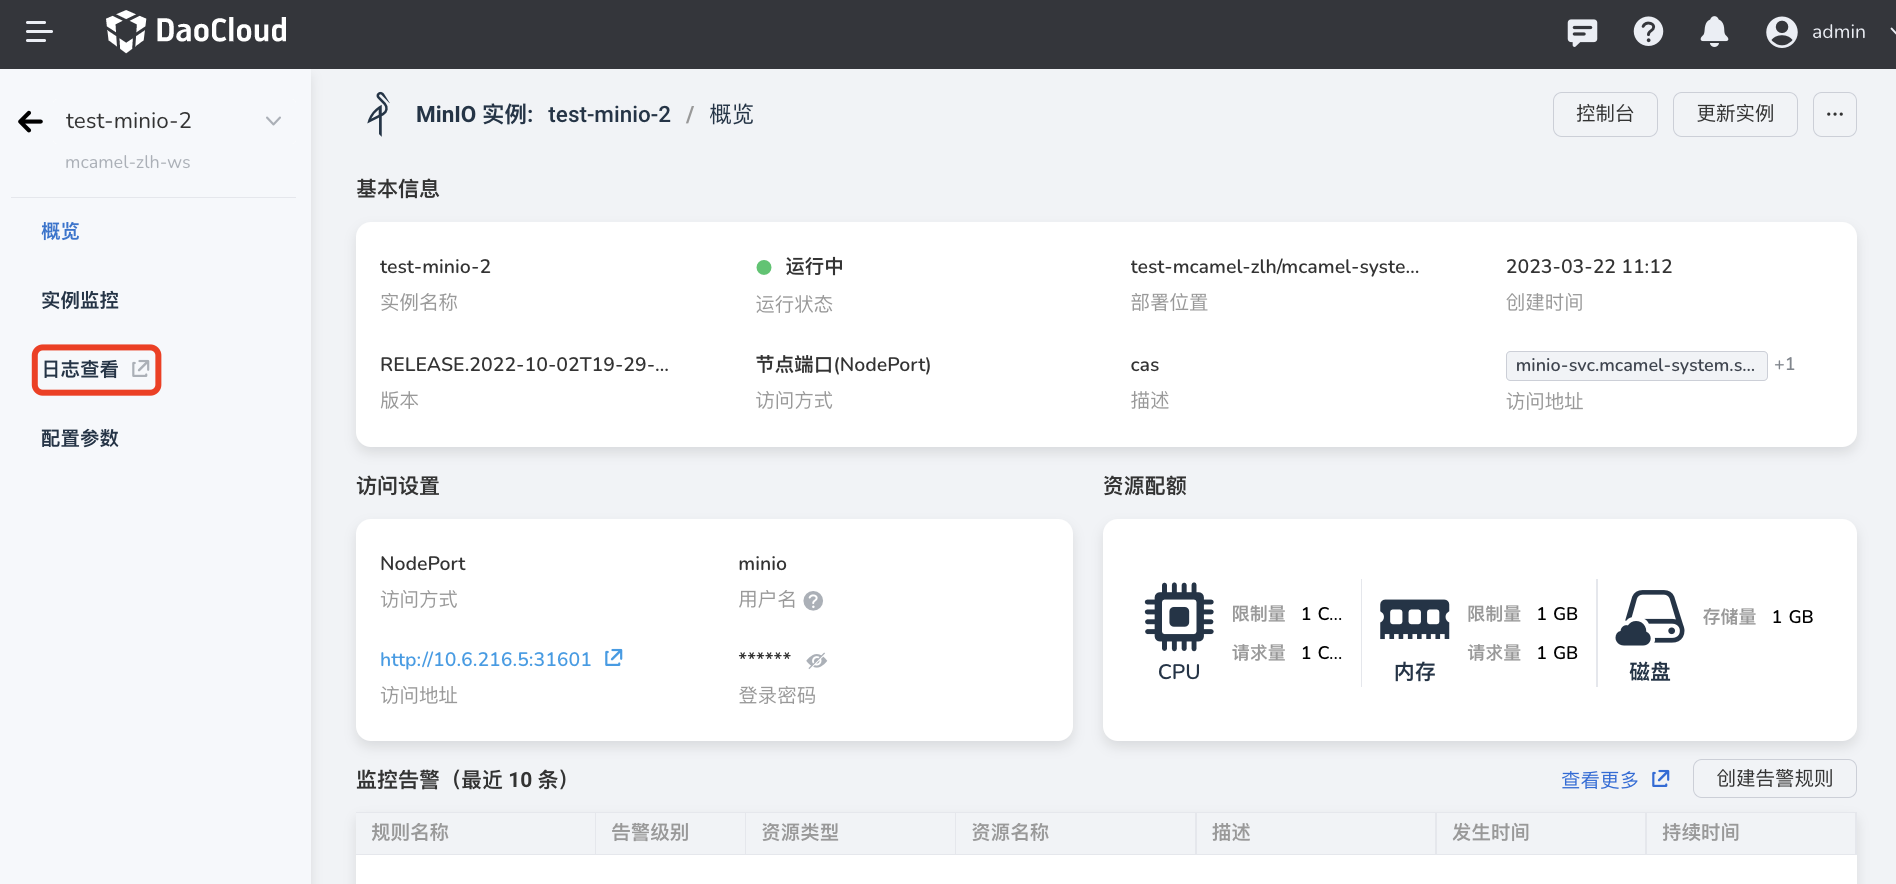 DaoCloud
admin
test-minio-2
mcamel-zlh-ws
概览
实例监控
日志查看
配置参数
MinIO 实例: test-minio-2 / 概览
控制台
更新实例
...
基本信息
test-minio-2
实例名称
运行中
运行状态
test-mcamel-zlh/mcamel-syste...
部署位置
2023-03-22 11:12
创建时间
RELEASE.2022-10-02T19-29-...
版本
节点端口(NodePort)
访问方式
cas
描述
minio-svc.mcamel-system.s... +1
访问地址
访问设置
NodePort
访问方式
minio
用户名
http://10.6.216.5:31601
访问地址
******
登录密码
资源配额
CPU
限制量 1 C...
请求量 1 C...
内存
限制量 1 GB
请求量 1 GB
磁盘
存储量 1 GB
监控告警（最近 10 条）
查看更多
创建告警规则
规则名称 告警级别 资源类型 资源名称 描述 发生时间 持续时间